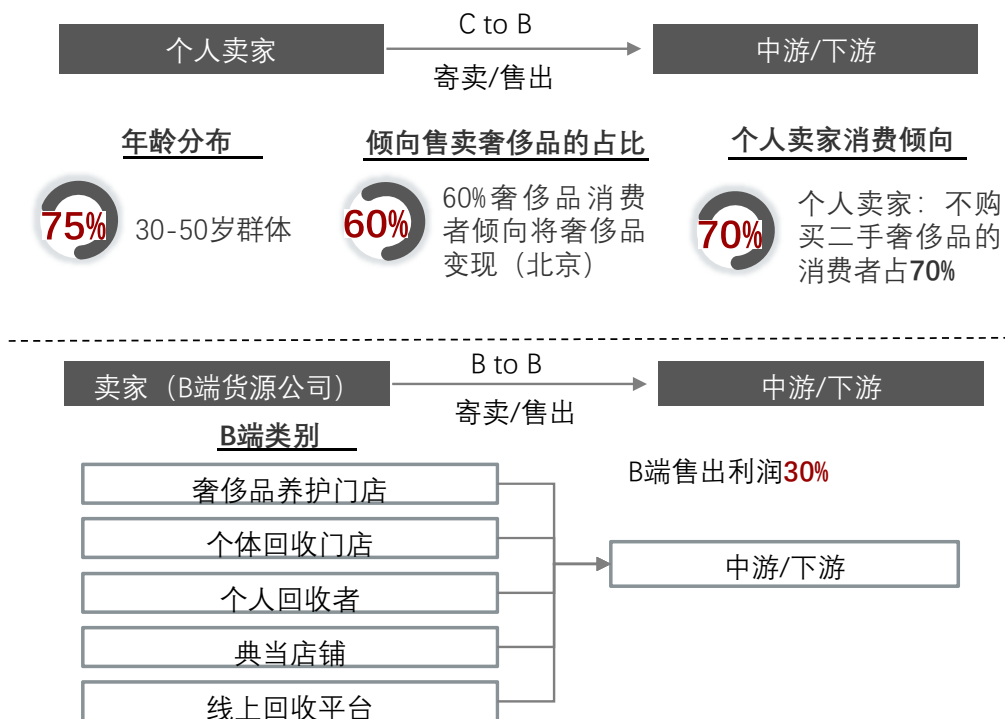 C to B
个人卖家
中游/下游
寄卖/售出
年龄分布
倾向售卖奢侈品的占比
个人卖家消费倾向
75%
30-50岁群体
60%
60%奢侈品消费
者倾向将奢侈品
变现（北京）
70%
个人卖家：不购
买二手奢侈品的
消费者占70%
B to B
卖家（B端货源公司）
中游/下游
寄卖/售出
B端类别
B端售出利润30%
奢侈品养护门店
个体回收门店
中游/下游
个人回收者
典当店铺
线上回收平台